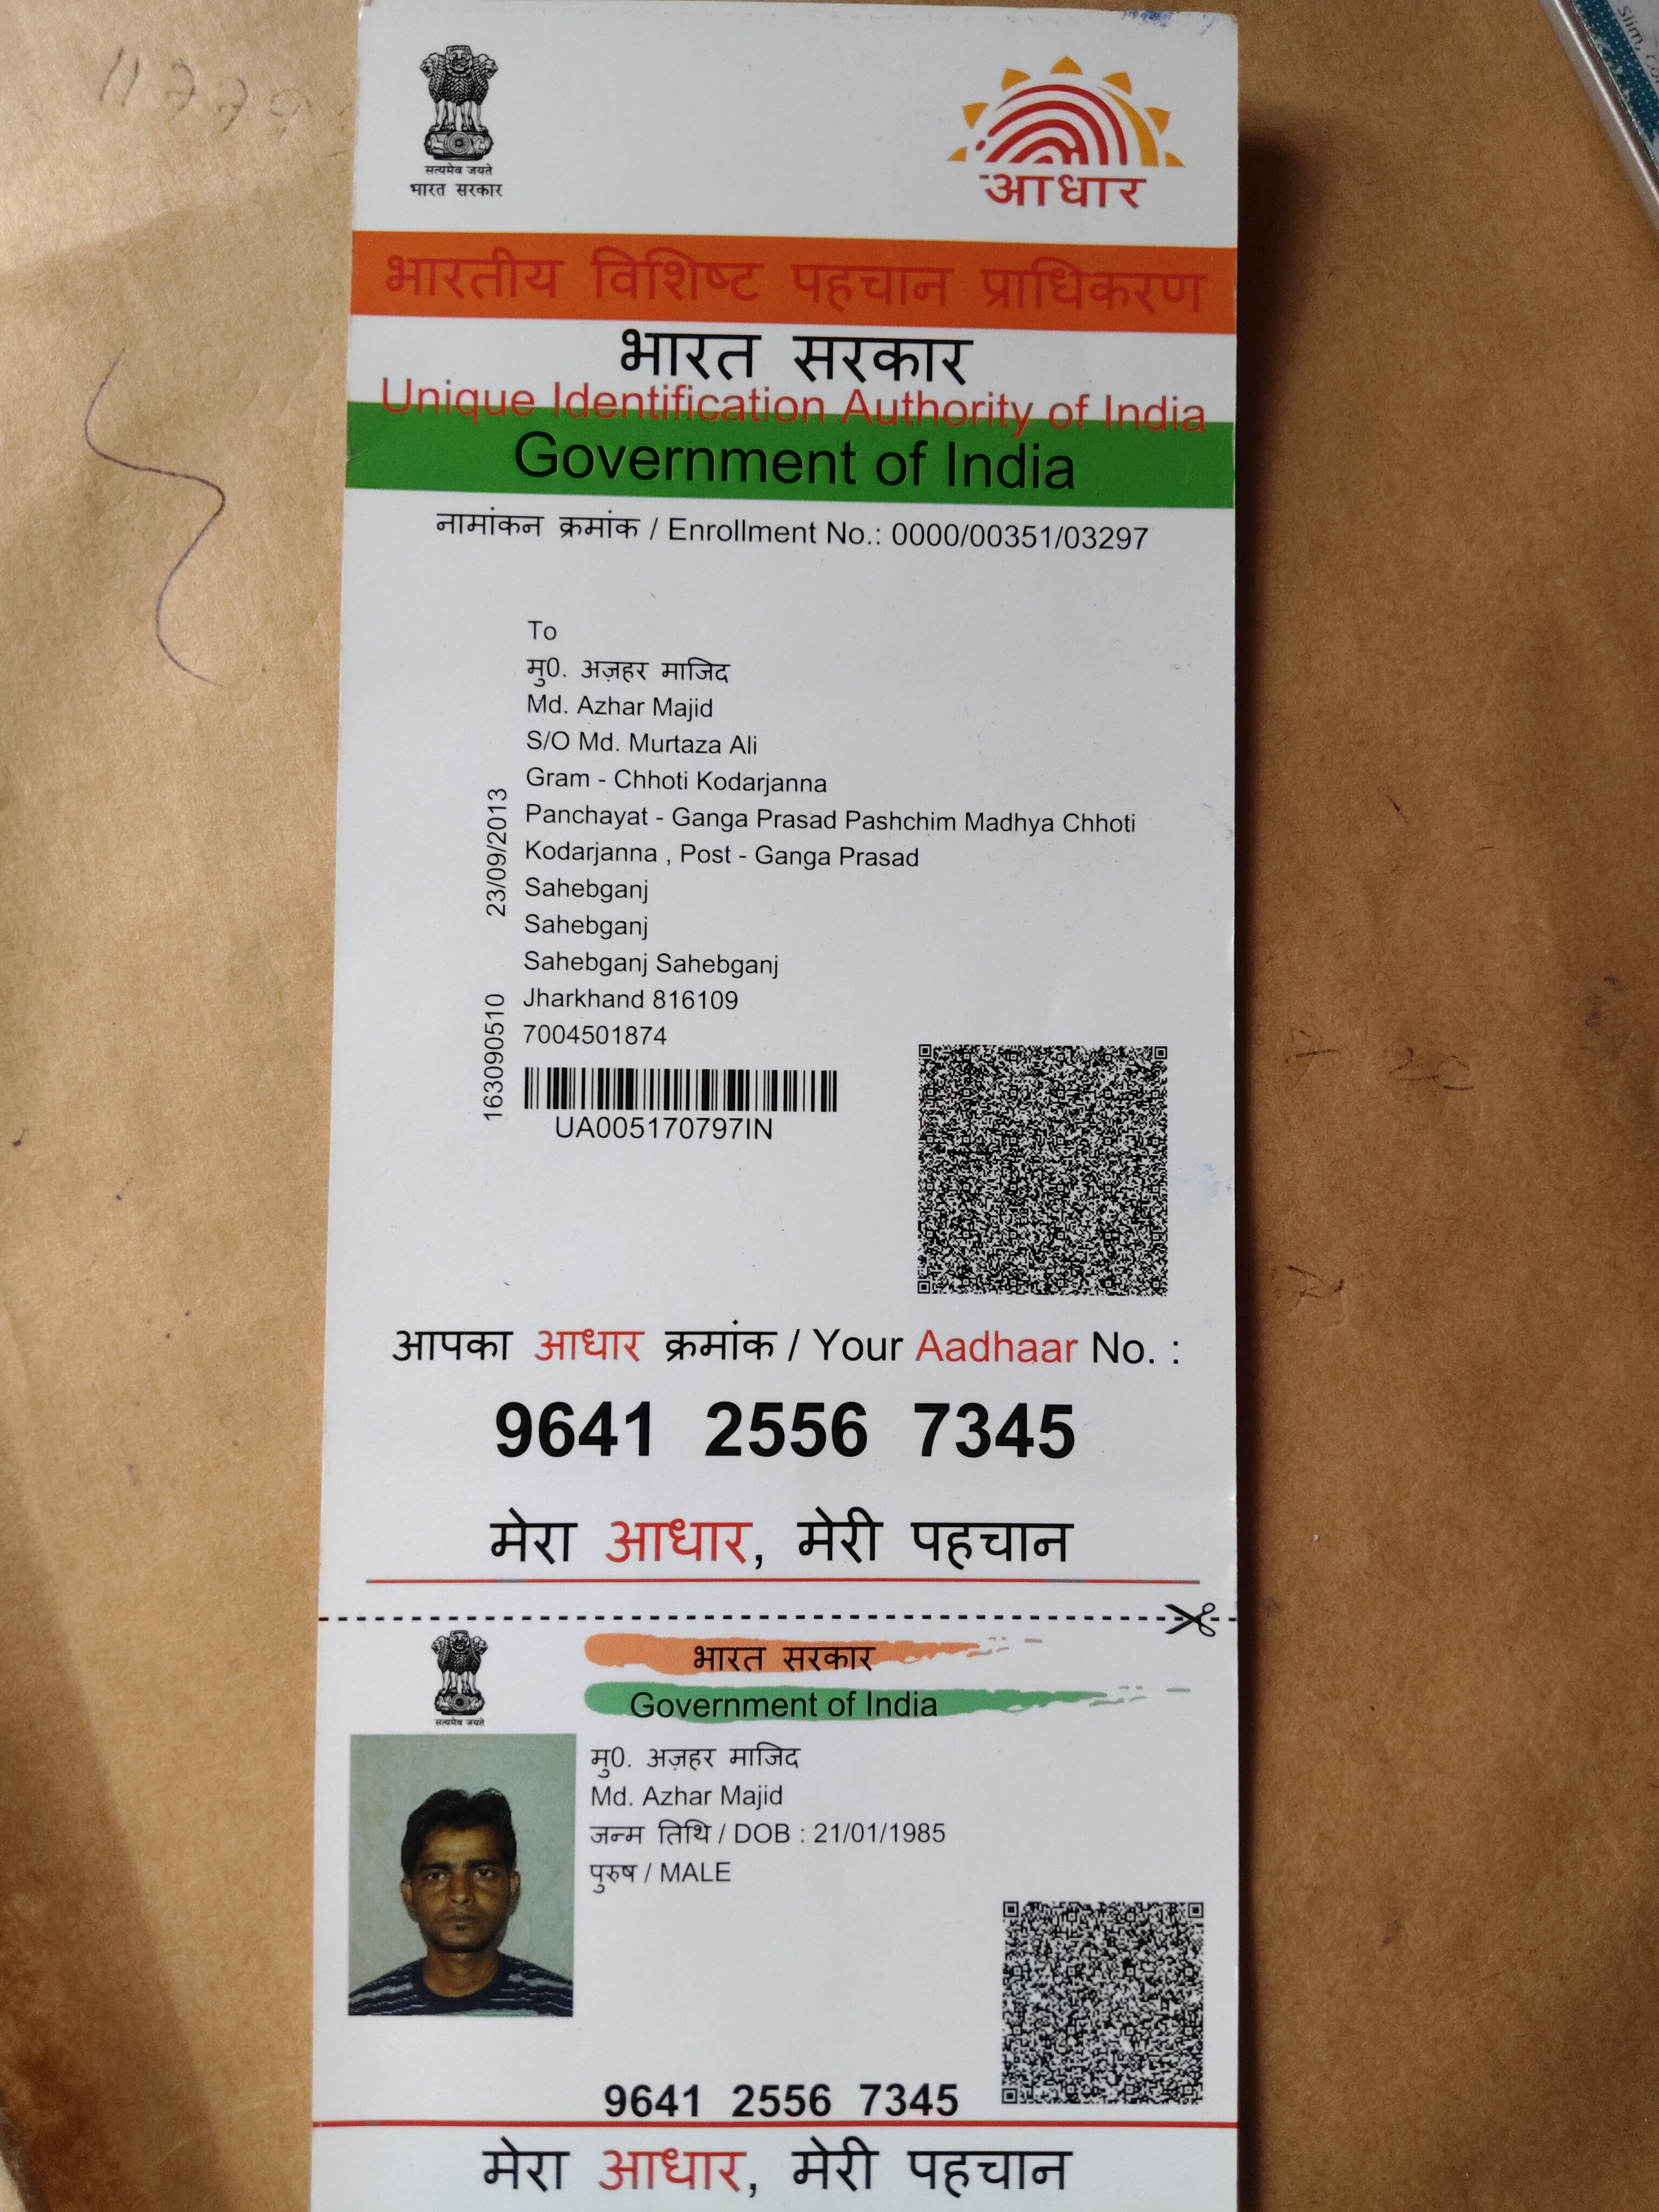 सत्यमेव जयते
भारत सरकार
आधार
भारतीय विशिष्ट पहचान प्राधिकरण
भारत सरकार
Unique Identification Authority of India
Government of India
नामांकन क्रमांक / Enrollment No.: 0000/00351/03297
To
मु0. अज़हर माजिद
Md. Azhar Majid
S/O Md. Murtaza Ali
Gram - Chhoti Kodarjanna
Panchayat - Ganga Prasad Pashchim Madhya Chhoti
Kodarjanna , Post - Ganga Prasad
Sahebganj
Sahebganj
Sahebganj Sahebganj
Jharkhand 816109
7004501874
23/09/2013
163090510
UA005170797IN
आपका आधार क्रमांक / Your Aadhaar No. :
9641 2556 7345
मेरा आधार, मेरी पहचान
सत्यमेव जयते
भारत सरकार
Government of India
मु0. अज़हर माजिद
Md. Azhar Majid
जन्म तिथि / DOB : 21/01/1985
पुरुष / MALE
9641 2556 7345
मेरा आधार, मेरी पहचान
Slim,